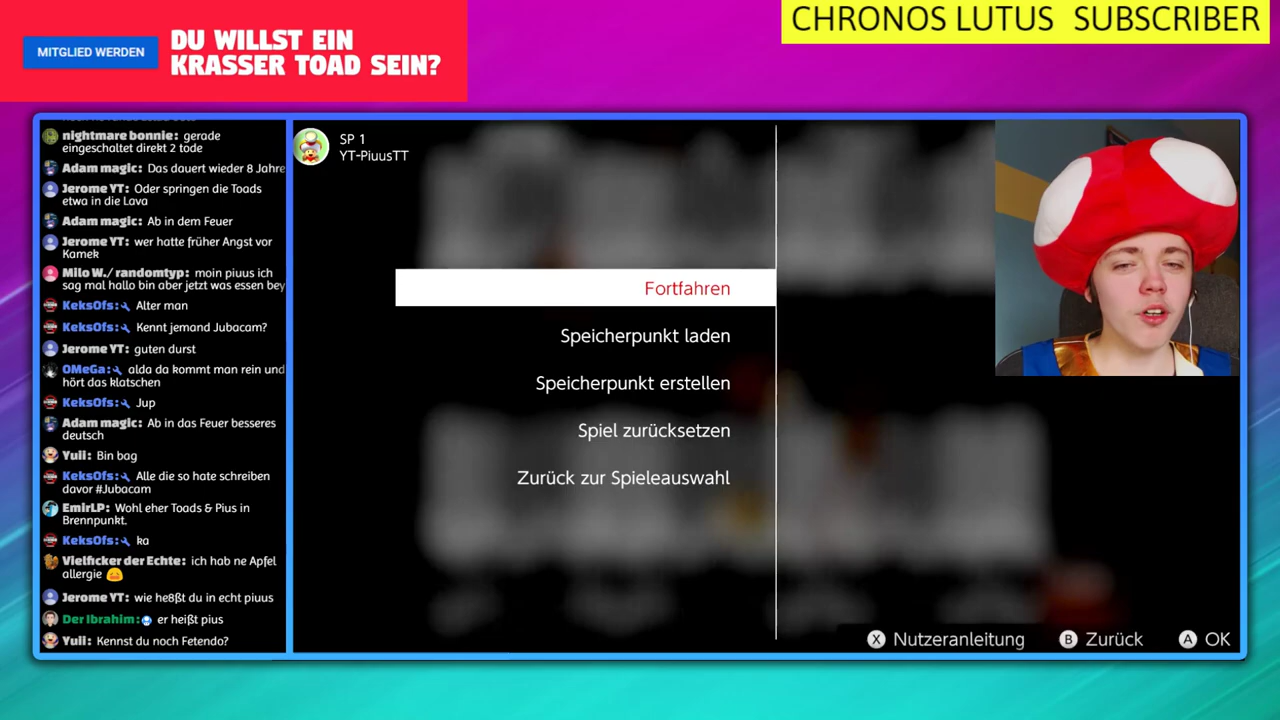 MITGLIED WERDEN
DU WILLST EIN
KRASSER TOAD SEIN?
CHRONOS LUTUS SUBSCRIBER
nightmare bonnie: gerade
eingeschaltet direkt 2 tode
Adam magic: Das dauert wieder 8 Jahre
Jerome YT: Oder springen die Toads
etwa in die Lava
Adam magic: Ab in dem Feuer
Jerome YT: wer hatte früher Angst vor
Kamek
Milo W./ randomtyp: moin piuus ich
sag mal hallo bin aber jetzt was essen bey
KeksOfs: Alter man
KeksOfs: Kennt jemand Jubacam?
Jerome YT: guten durst
OMeGa: alda da kommt man rein und
hört das klatschen
KeksOfs: Jup
Adam magic: Ab in das Feuer besseres
deutsch
Yuii: Bin bag
KeksOfs: Alle die so hate schreiben
davor #Jubacam
EmirLP: Wohl eher Toads & Pius in
Brennpunkt.
KeksOfs: ka
Vielficker der Echte: ich hab ne Apfel
allergie
Jerome YT: wie he8ßt du in echt piuus
Der Ibrahim: er heißt pius
Yuii: Kennst du noch Fetendo?
SP 1
YT-PiuusTT
Fortfahren
Speicherpunkt laden
Speicherpunkt erstellen
Spiel zurücksetzen
Zurück zur Spieleauswahl
X Nutzeranleitung B Zurück A OK